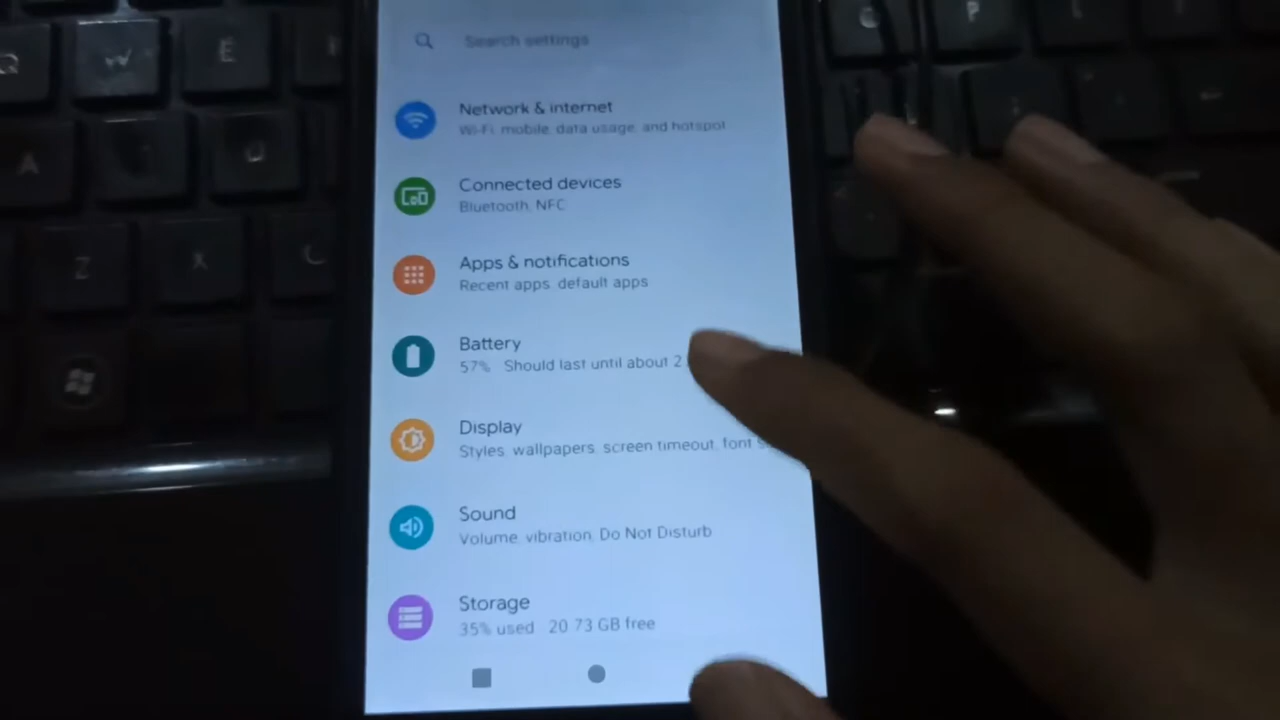 Q W E
P
Search settings
Network & internet
Wi-Fi, mobile, data usage, and hotspot
A
Connected devices
Bluetooth, NFC
Z X C
Apps & notifications
Recent apps, default apps
Battery
57% Should last until about 2
Display
Styles, wallpapers, screen timeout, font s
Sound
Volume, vibration, Do Not Disturb
Storage
35% used 20 73 GB free